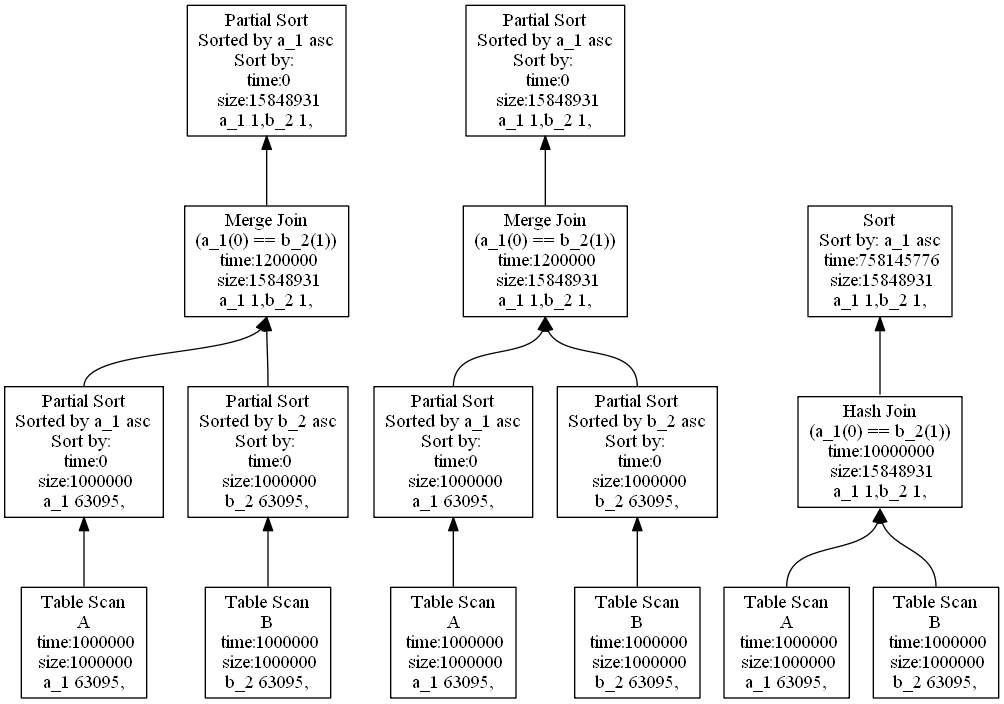 Partial Sort
Sorted by a_1 asc
Sort by:
time:0
size:15848931
a_1 1,b_2 1,
Partial Sort
Sorted by a_1 asc
Sort by:
time:0
size:15848931
a_1 1,b_2 1,
Merge Join
(a_1(0) == b_2(1))
time:1200000
size:15848931
a_1 1,b_2 1,
Merge Join
(a_1(0) == b_2(1))
time:1200000
size:15848931
a_1 1,b_2 1,
Sort
Sort by: a_1 asc
time:758145776
size:15848931
a_1 1,b_2 1,
Partial Sort
Sorted by a_1 asc
Sort by:
time:0
size:1000000
a_1 63095,
Partial Sort
Sorted by b_2 asc
Sort by:
time:0
size:1000000
b_2 63095,
Partial Sort
Sorted by a_1 asc
Sort by:
time:0
size:1000000
a_1 63095,
Partial Sort
Sorted by b_2 asc
Sort by:
time:0
size:1000000
b_2 63095,
Hash Join
(a_1(0) == b_2(1))
time:10000000
size:15848931
a_1 1,b_2 1,
Table Scan
A
time:1000000
size:1000000
a_1 63095,
Table Scan
B
time:1000000
size:1000000
b_2 63095,
Table Scan
A
time:1000000
size:1000000
a_1 63095,
Table Scan
B
time:1000000
size:1000000
b_2 63095,
Table Scan
A
time:1000000
size:1000000
a_1 63095,
Table Scan
B
time:1000000
size:1000000
b_2 63095,